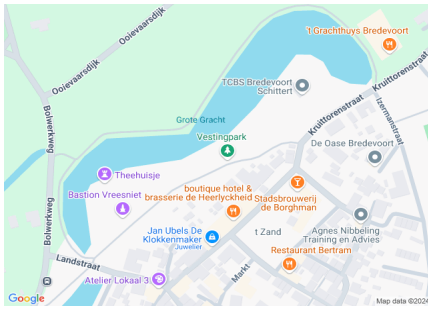 't Grachthuys Bredevoort
Ooievaarsdijk
Ooievaarsdijk
TCBS Bredevoort
Schittert
Kruittorenstraat
Bolwerkweg
Grote Gracht
Kruittorenstraat
Izermanstraat
Vestingpark
De Oase Bredevoort
Theehuisje
boutique hotel &
brasserie de Heerlyckheid
Bastion Vreesniet
Stadsbrouwerij
de Borghman
Bolwerkweg
Jan Ubels De
Klokkenmaker
Juwelier
t Zand
Agnes Nibbeling
Training en Advies
Landstraat
Restaurant Bertram
Markt
Atelier Lokaal 3
Google
Map data ©2024